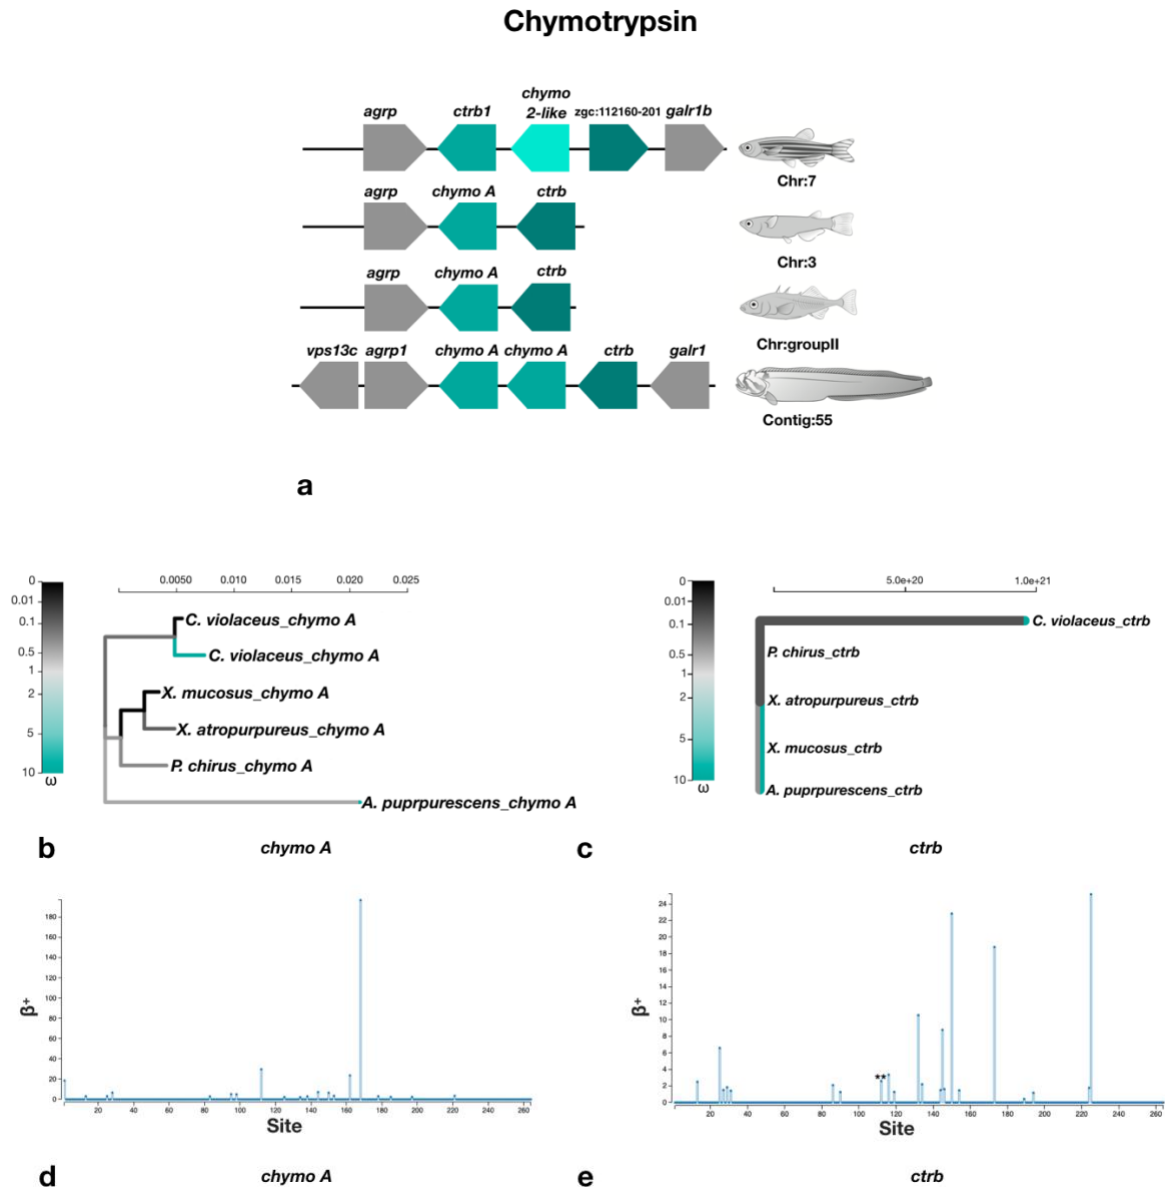 Chymotrypsin
chymo
agrp ctrb1 2-like zgc:112160-201 galr1b
Chr:7
agrp chymo A ctrb
Chr:3
agrp chymo A ctrb
Chr:groupII
vps13c agrp1 chymo A chymo A ctrb galr1
Contig:55
a
0 0.01 0.1 0.5 1 2 5 10
ω
0.0050 0.010 0.015 0.020 0.025
C. violaceus_chymo A
C. violaceus_chymo A
X. mucosus_chymo A
X. atropurpureus_chymo A
P. chirus_chymo A
A. puprpurescens_chymo A
b chymo A
0 0.01 0.1 0.5 1 2 5 10
ω
5.0e+20 1.0e+21
C. violaceus_ctrb
P. chirus_ctrb
X. atropurpureus_ctrb
X. mucosus_ctrb
A. puprpurescens_ctrb
c ctrb
β+
180
160
140
120
100
80
60
40
20
0
20 40 60 80 100 120 140 160 180 200 220 240 260
Site
d chymo A
β+
24
22
20
18
16
14
12
10
8
6
4
2
0
**
20 40 60 80 100 120 140 160 180 200 220 240 260
Site
e ctrb